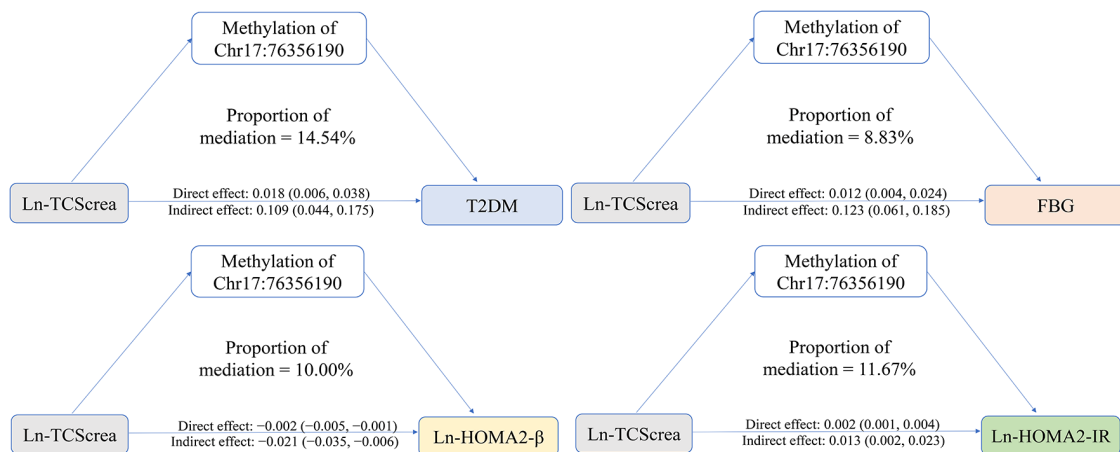 Methylation of
Chr17:76356190
Proportion of
mediation = 14.54%
Ln-TCScrea
Direct effect: 0.018 (0.006, 0.038)
Indirect effect: 0.109 (0.044, 0.175)
T2DM
Methylation of
Chr17:76356190
Proportion of
mediation = 8.83%
Ln-TCScrea
Direct effect: 0.012 (0.004, 0.024)
Indirect effect: 0.123 (0.061, 0.185)
FBG
Methylation of
Chr17:76356190
Proportion of
mediation = 10.00%
Ln-TCScrea
Direct effect: −0.002 (−0.005, −0.001)
Indirect effect: −0.021 (−0.035, −0.006)
Ln-HOMA2-β
Methylation of
Chr17:76356190
Proportion of
mediation = 11.67%
Ln-TCScrea
Direct effect: 0.002 (0.001, 0.004)
Indirect effect: 0.013 (0.002, 0.023)
Ln-HOMA2-IR